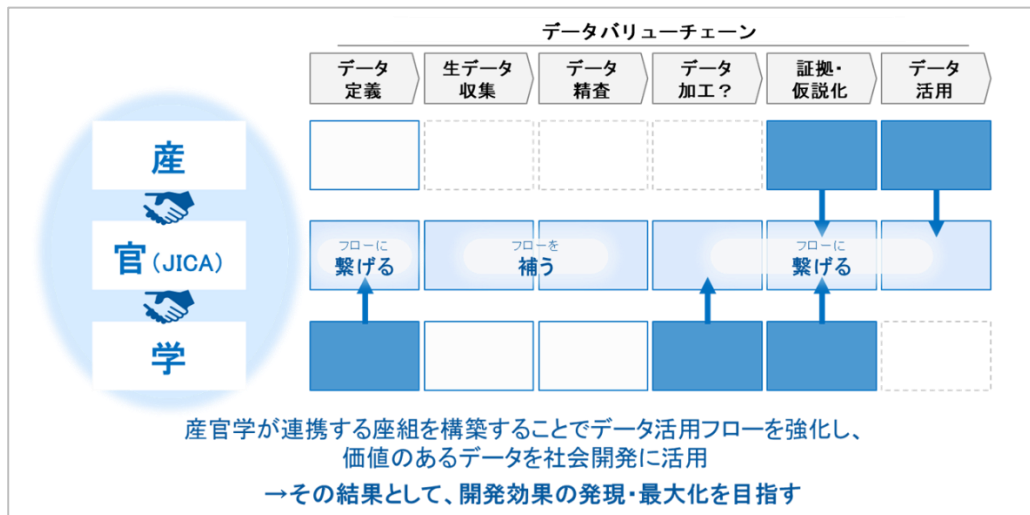 データバリューチェーン
データ
定義
生データ
収集
データ
精査
データ
加工?
証拠・
仮説化
データ
活用
産
官(JICA)
フローに
繋げる
フローを
補う
フローに
繋げる
学
産官学が連携する座組を構築することでデータ活用フローを強化し、
価値のあるデータを社会開発に活用
→その結果として、開発効果の発現・最大化を目指す